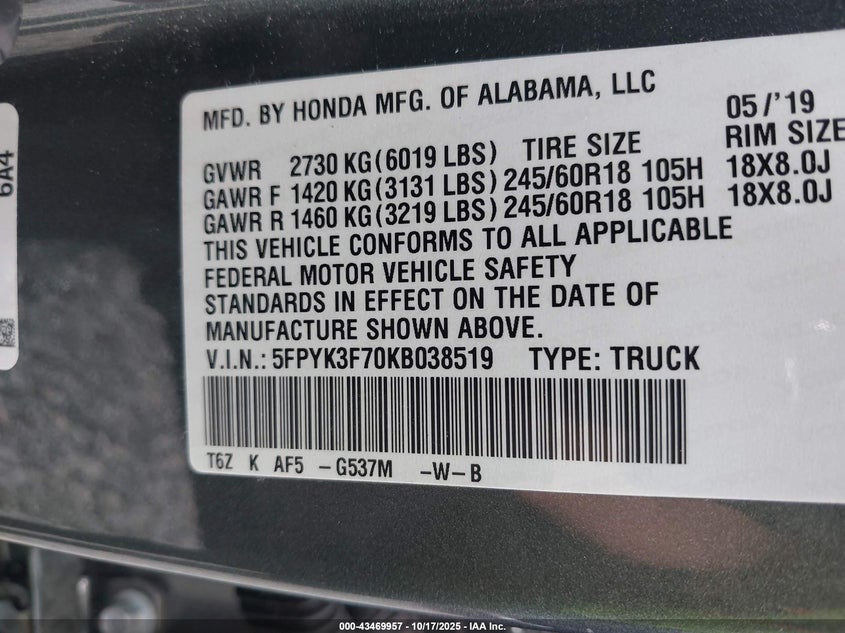 6A4
MFD. BY HONDA MFG. OF ALABAMA, LLC 05/'19
GVWR 2730 KG(6019 LBS) TIRE SIZE RIM SIZE
GAWR F 1420 KG(3131 LBS) 245/60R18 105H 18X8.0J
GAWR R 1460 KG(3219 LBS) 245/60R18 105H 18X8.0J
THIS VEHICLE CONFORMS TO ALL APPLICABLE
FEDERAL MOTOR VEHICLE SAFETY
STANDARDS IN EFFECT ON THE DATE OF
MANUFACTURE SHOWN ABOVE.
V.I.N.: 5FPYK3F70KB038519 TYPE: TRUCK
T6Z K AF5 -G537M -W-B
000-43469957 - 10/17/2025 - IAA Inc.